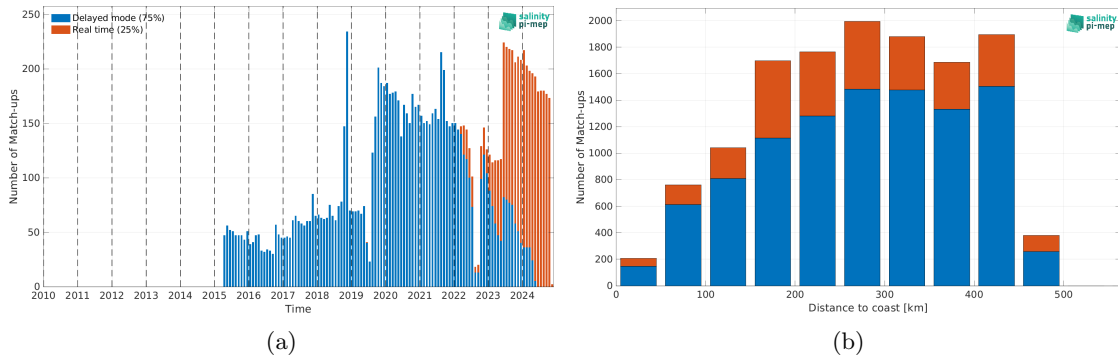 Delayed mode (75%)
Real time (25%)
salinity
pi-mep
Number of Match-ups
250
200
150
100
50
0
2010 2011 2012 2013 2014 2015 2016 2017 2018 2019 2020 2021 2022 2023 2024
Time
(a)
salinity
pi-mep
Number of Match-ups
2000
1800
1600
1400
1200
1000
800
600
400
200
0
0 100 200 300 400 500
Distance to coast [km]
(b)